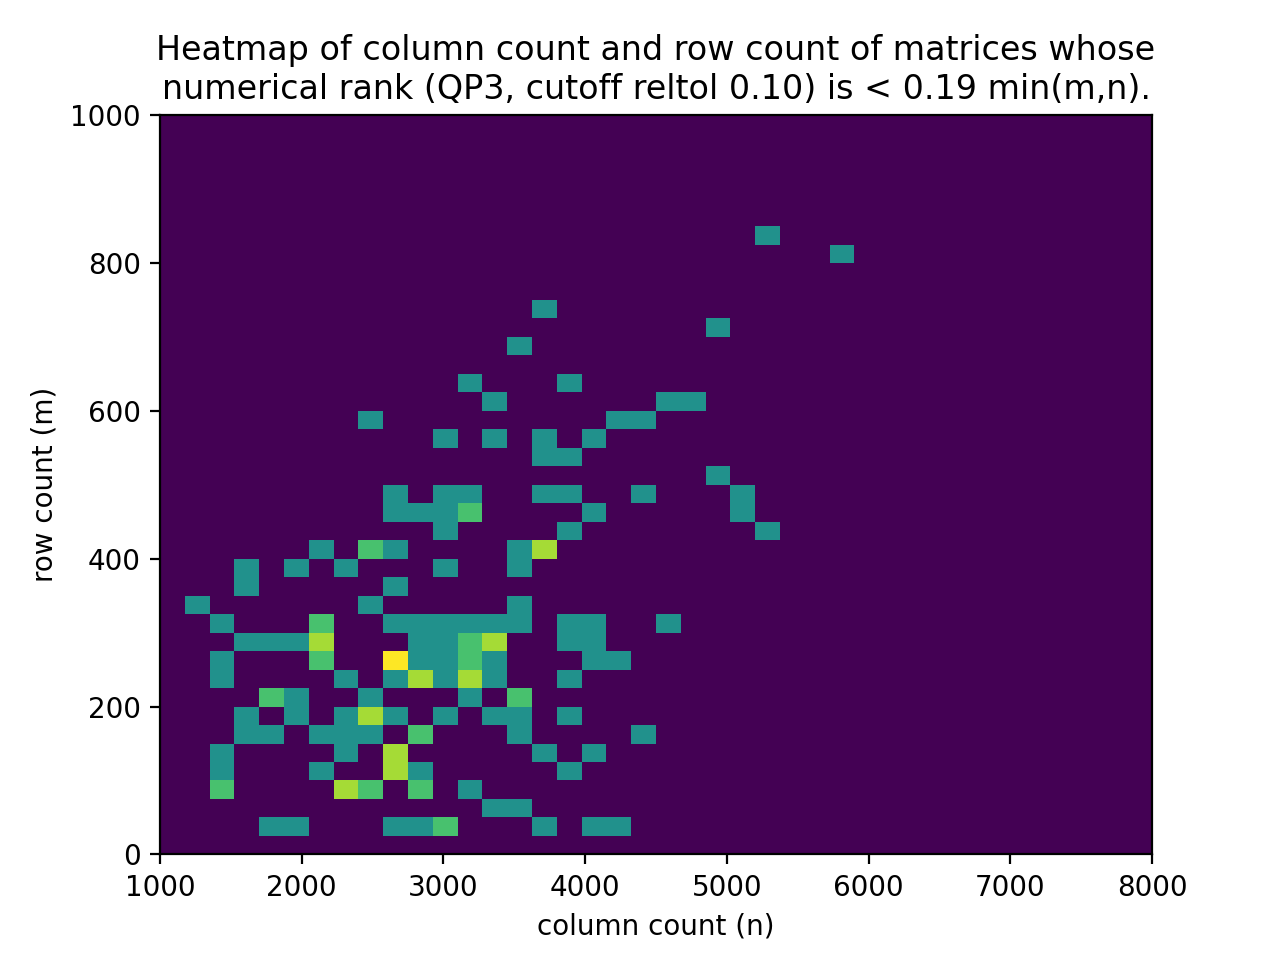 Heatmap of column count and row count of matrices whose
numerical rank (QP3, cutoff reltol 0.10) is < 0.19 min(m,n).
1000
800
600
400
200
0
row count (m)
1000 2000 3000 4000 5000 6000 7000 8000
column count (n)